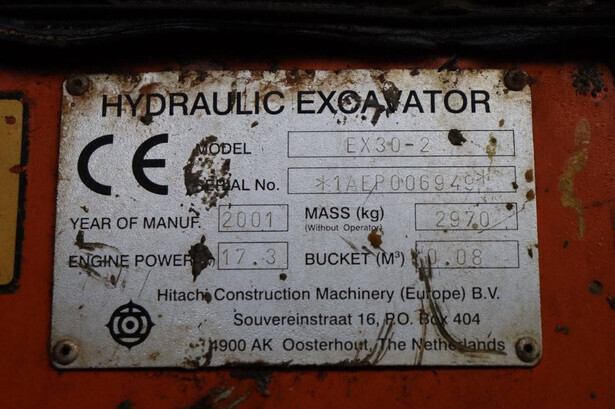 HYDRAULIC EXCAVATOR
CE MODEL EX30-2
SERIAL No. *1AEP006949*
YEAR OF MANUF. 2001 MASS (kg) 2970
(Without Operator)
ENGINE POWER 17.3 BUCKET (M³) 0.08
Hitachi Construction Machinery (Europe) B.V.
Souvereinstraat 16, P.O. Box 404
4900 AK Oosterhout, The Netherlands